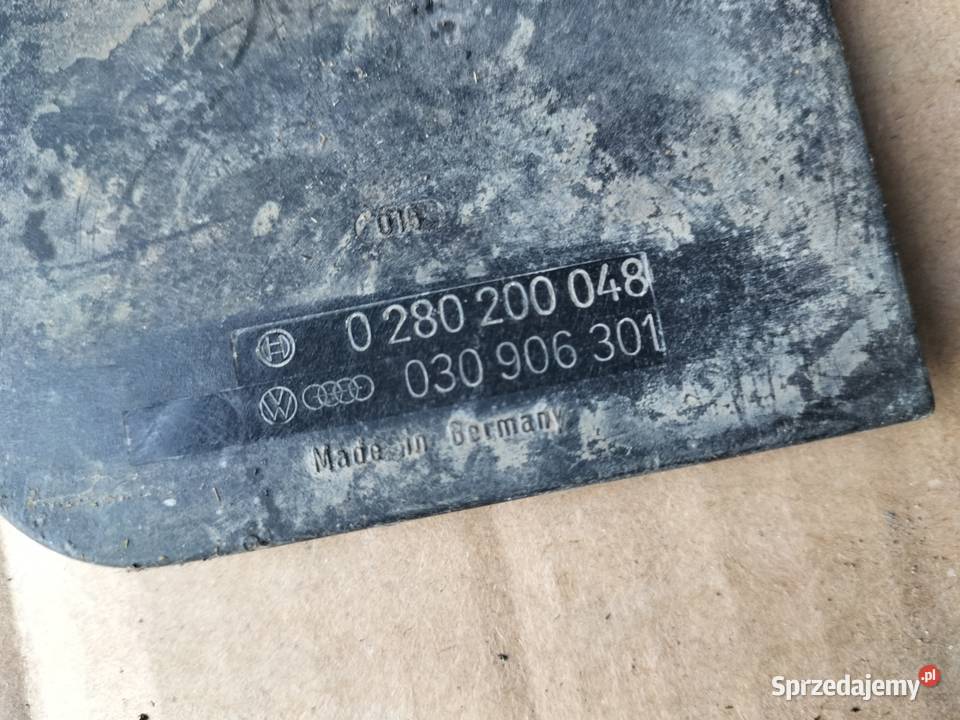 0 280 200 048
030 906 301
Made in Germany
Sprzedajemy.pl